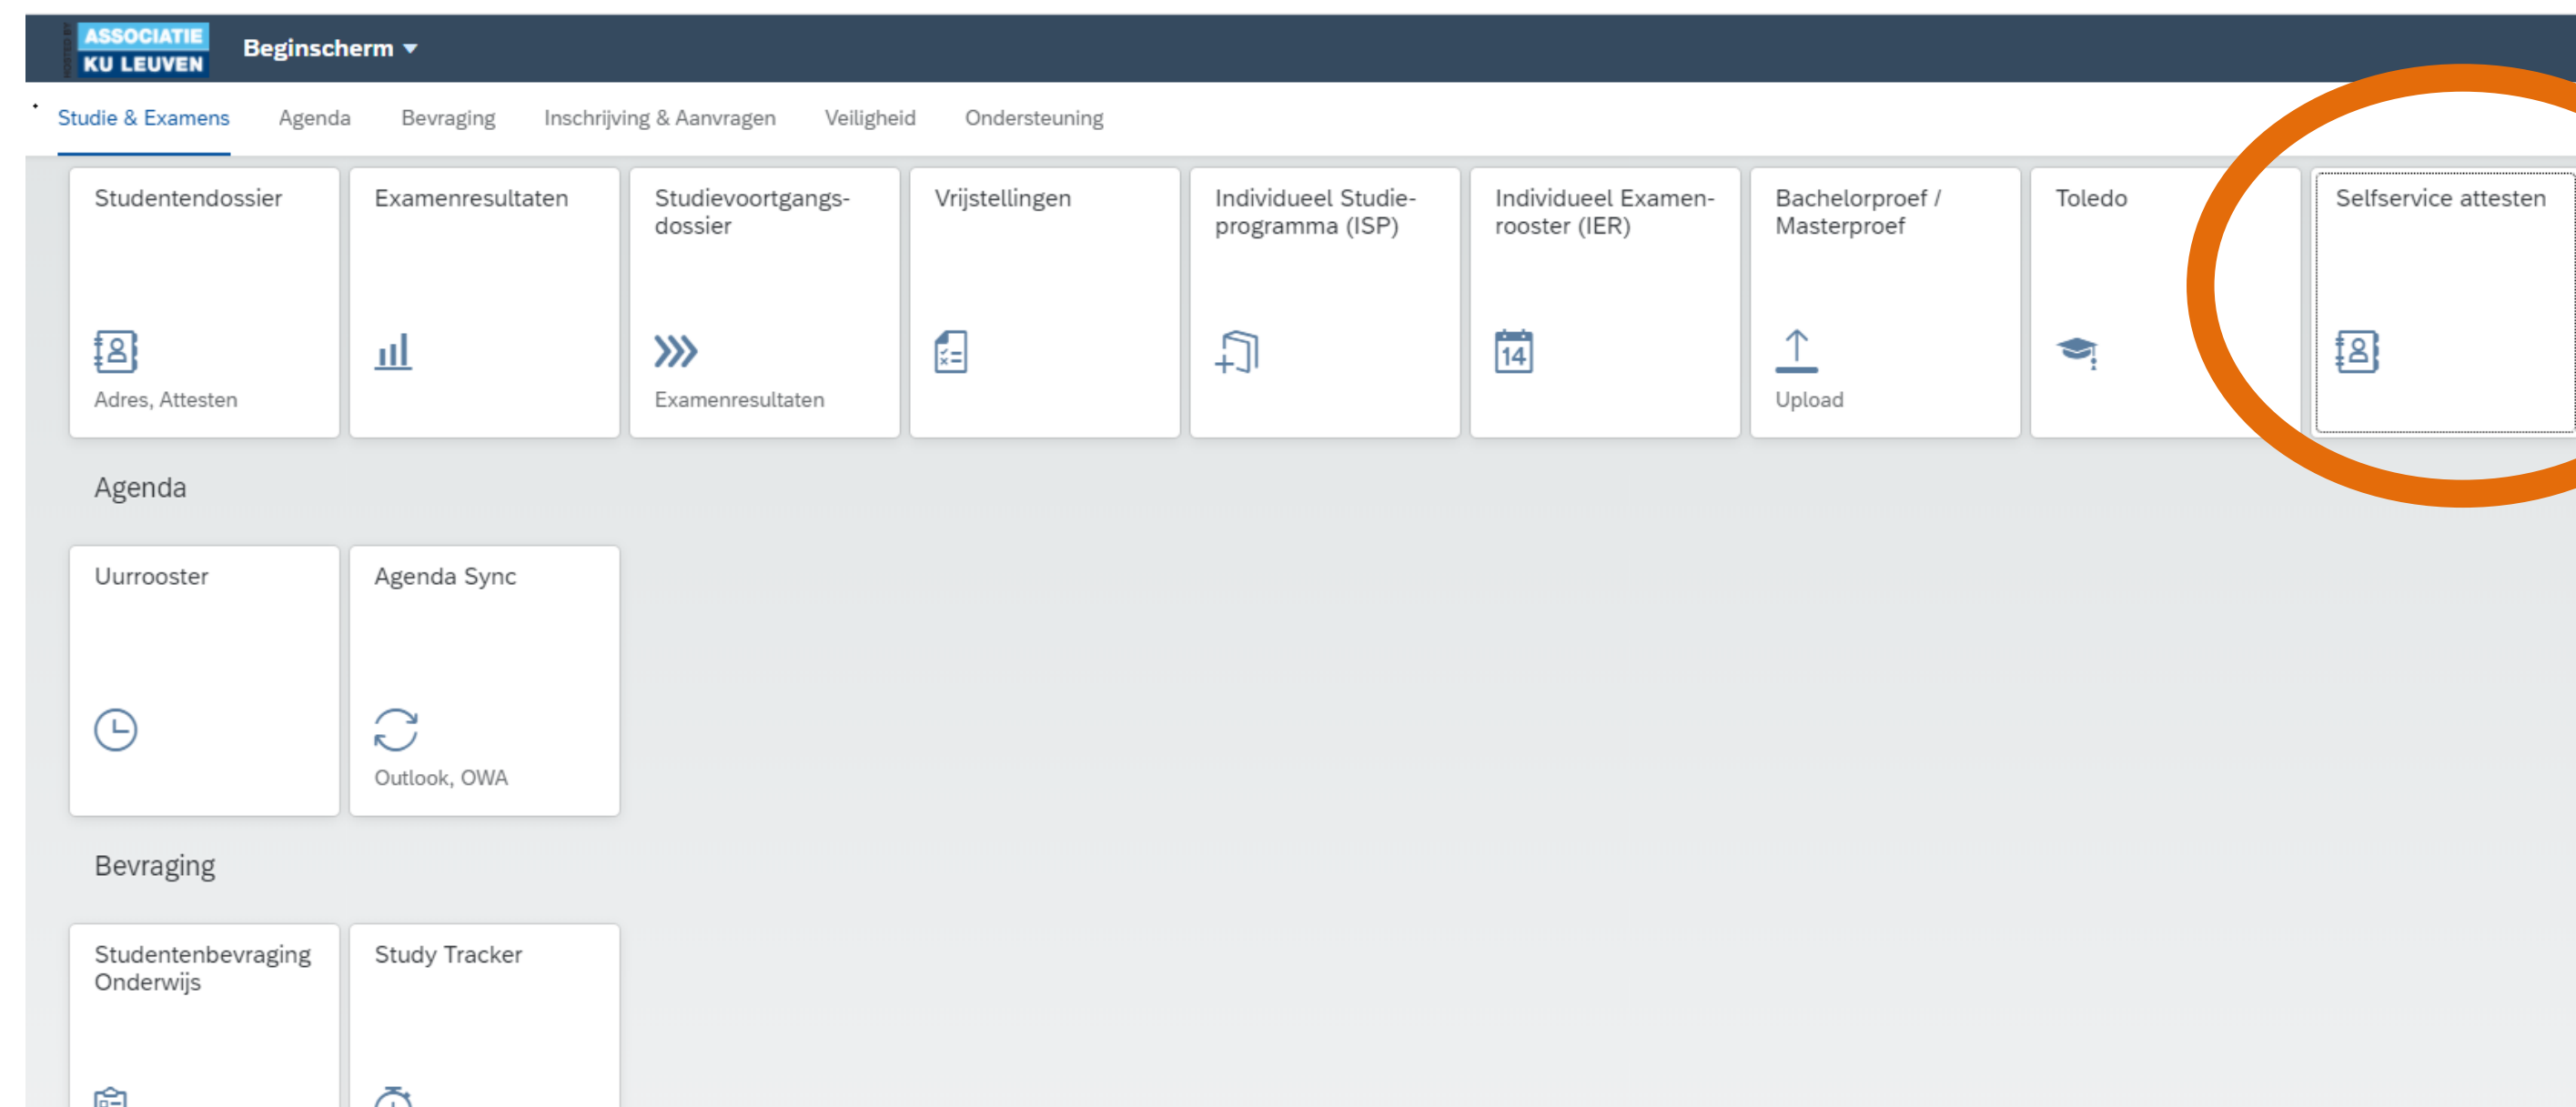 HOSTED BY
ASSOCIATIE
KU LEUVEN
Beginscherm
Studie & Examens Agenda Bevraging Inschrijving & Aanvragen Veiligheid Ondersteuning
Studentendossier
Adres, Attesten
Examenresultaten
Studievoortgangs-
dossier
Examenresultaten
Vrijstellingen
Individueel Studie-
programma (ISP)
Individueel Examen-
rooster (IER)
14
Bachelorproef /
Masterproef
Upload
Toledo
Selfservice attesten
Agenda
Uurrooster
Agenda Sync
Outlook, OWA
Bevraging
Studentenbevraging
Onderwijs
Study Tracker